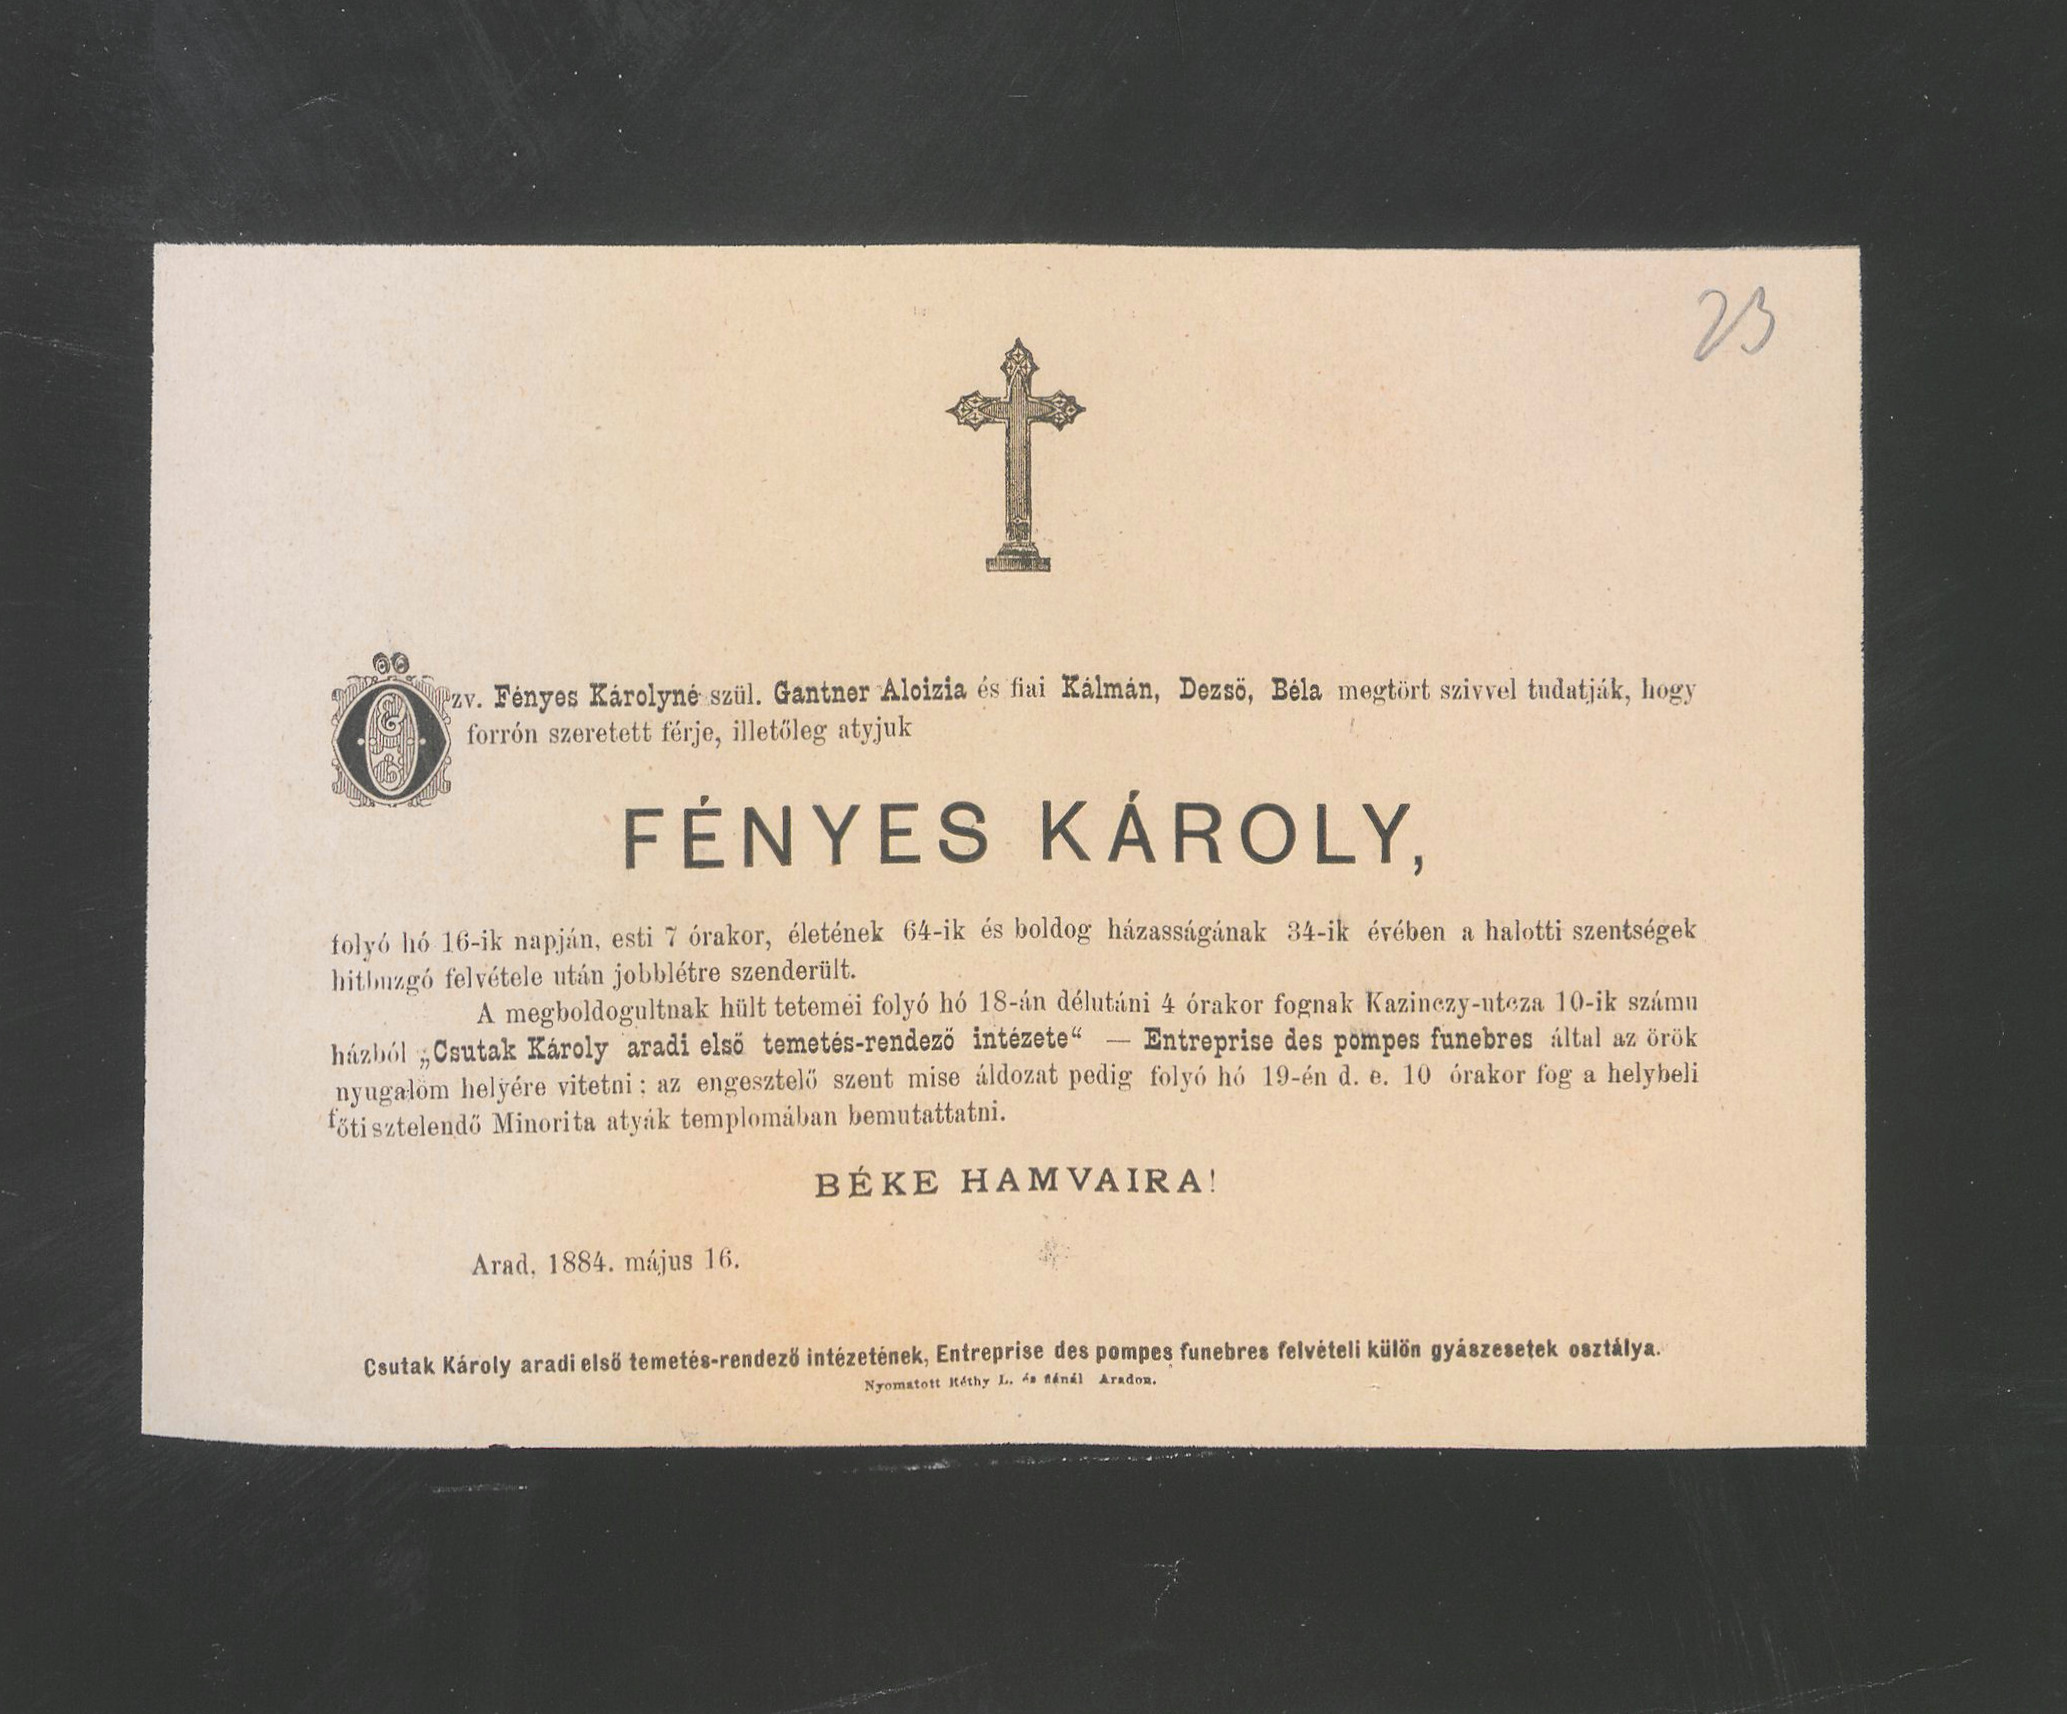 23
Özv. Fényes Károlyné szül. Gantner Aloizia és fiai Kálmán, Dezső, Béla megtört szivvel tudatják, hogy
forrón szeretett férje, illetőleg atyjuk
FÉNYES KÁROLY,
folyó hó 16-ik napján, esti 7 órakor, életének 64-ik és boldog házasságának 34-ik évében a halotti szentségek
hitbuzgó felvétele után jobblétre szenderült.
A megboldogultnak hült tetemei folyó hó 18-án délutáni 4 órakor fognak Kazinczy-utcza 10-ik számu
házból „Csutak Károly aradi első temetés-rendező intézete“ — Entreprise des pompes funebres által az örök
nyugalom helyére vitetni; az engesztelő szent mise áldozat pedig folyó hó 19-én d. e. 10 órakor fog a helybeli
főtisztelendő Minorita atyák templomában bemutattatni.
BÉKE HAMVAIRA!
Arad, 1884. május 16.
Csutak Károly aradi első temetés-rendező intézetének, Entreprise des pompes funebres felvételi külön gyászesetek osztálya.
Nyomatott Réthy L. és fiánál Aradon.